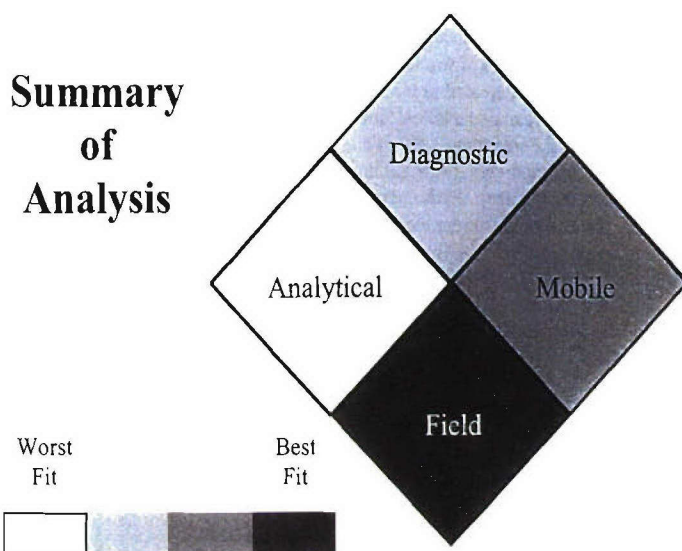 Summary
of
Analysis
Diagnostic
Analytical
Mobile
Field
Worst
Fit
Best
Fit